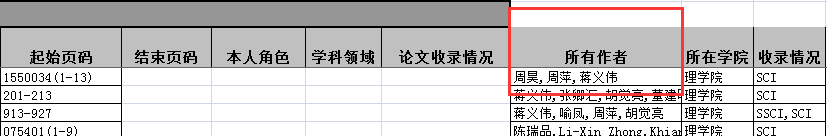 起始页码 结束页码 本人角色 学科领域 论文收录情况 所有作者 所在学院 收录情况
1550034(1-13) 周昊,周萍,蒋义伟 理学院 SCI
201-213 蒋义伟,张卿汇,胡觉亮,董建 理学院 SCI
913-927 蒋义伟,喻凤,周萍,胡觉亮 理学院 SSCI,SCI
075401(1-9) 陈瑞品,Li-Xin Zhong,Khian 理学院 SCI